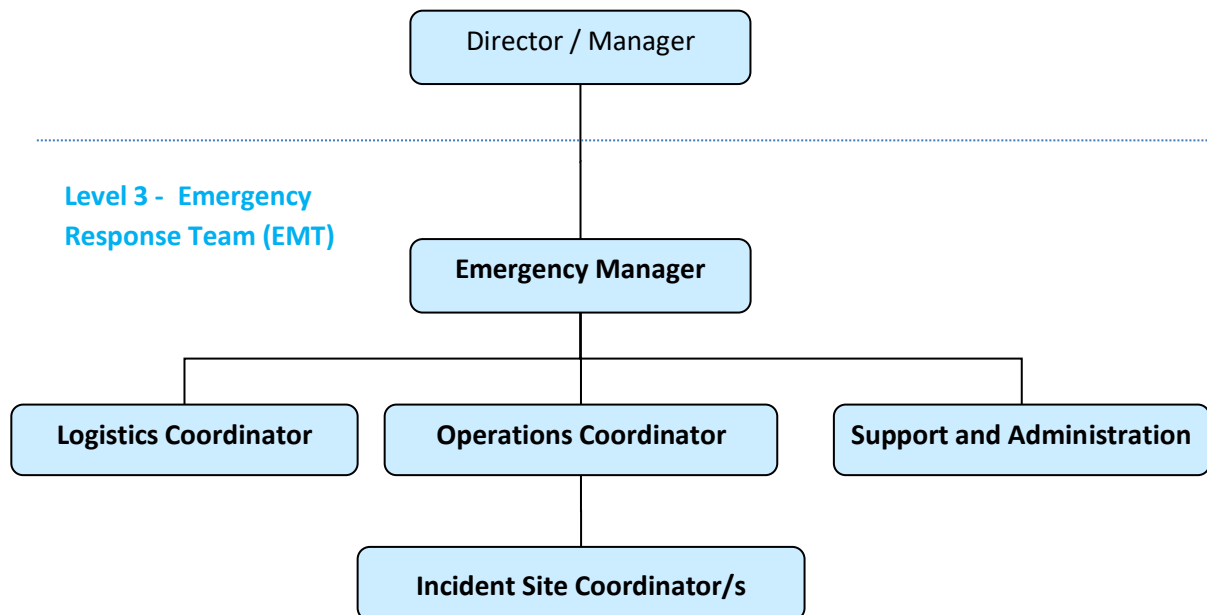 Director / Manager
Level 3 - Emergency
Response Team (EMT)
Emergency Manager
Logistics Coordinator
Operations Coordinator
Support and Administration
Incident Site Coordinator/s